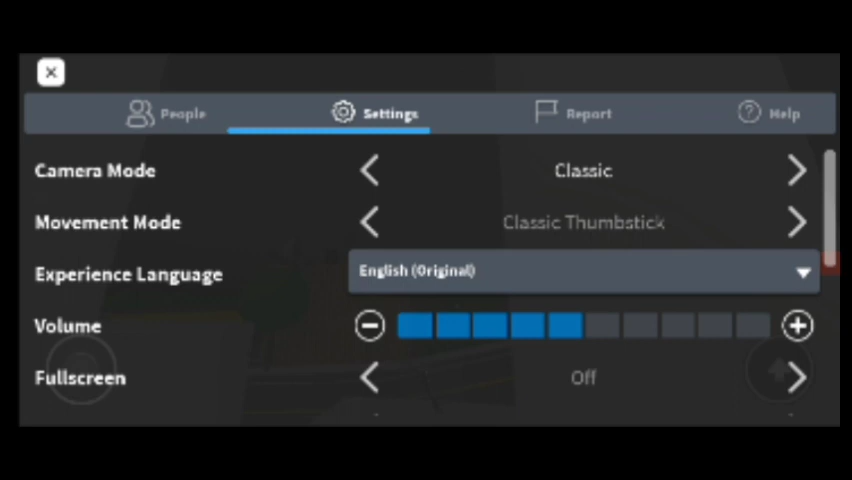 People Settings Report Help
Camera Mode Classic
Movement Mode Classic Thumbstick
Experience Language English (Original)
Volume
Fullscreen Off